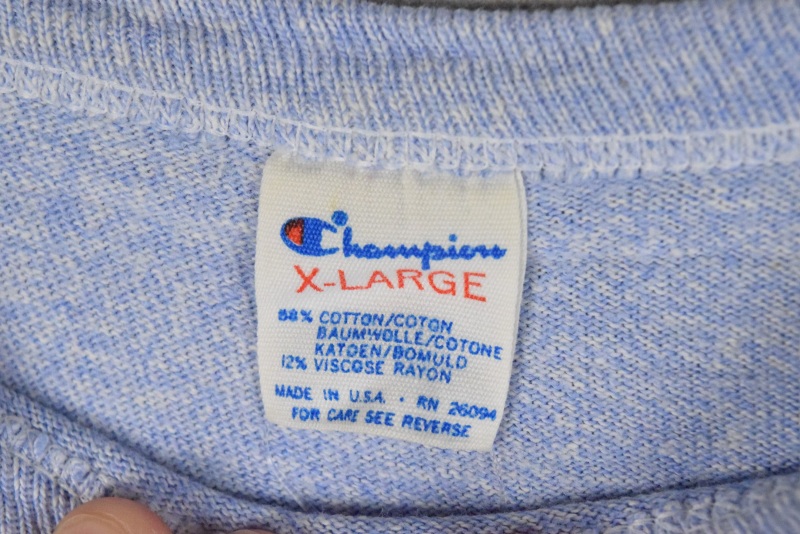 Champion
X-LARGE
88% COTTON/COTON
BAUMWOLLE/COTONE
KATOEN/BOMULD
12% VISCOSE RAYON
MADE IN U.S.A. · RN 26094
FOR CARE SEE REVERSE